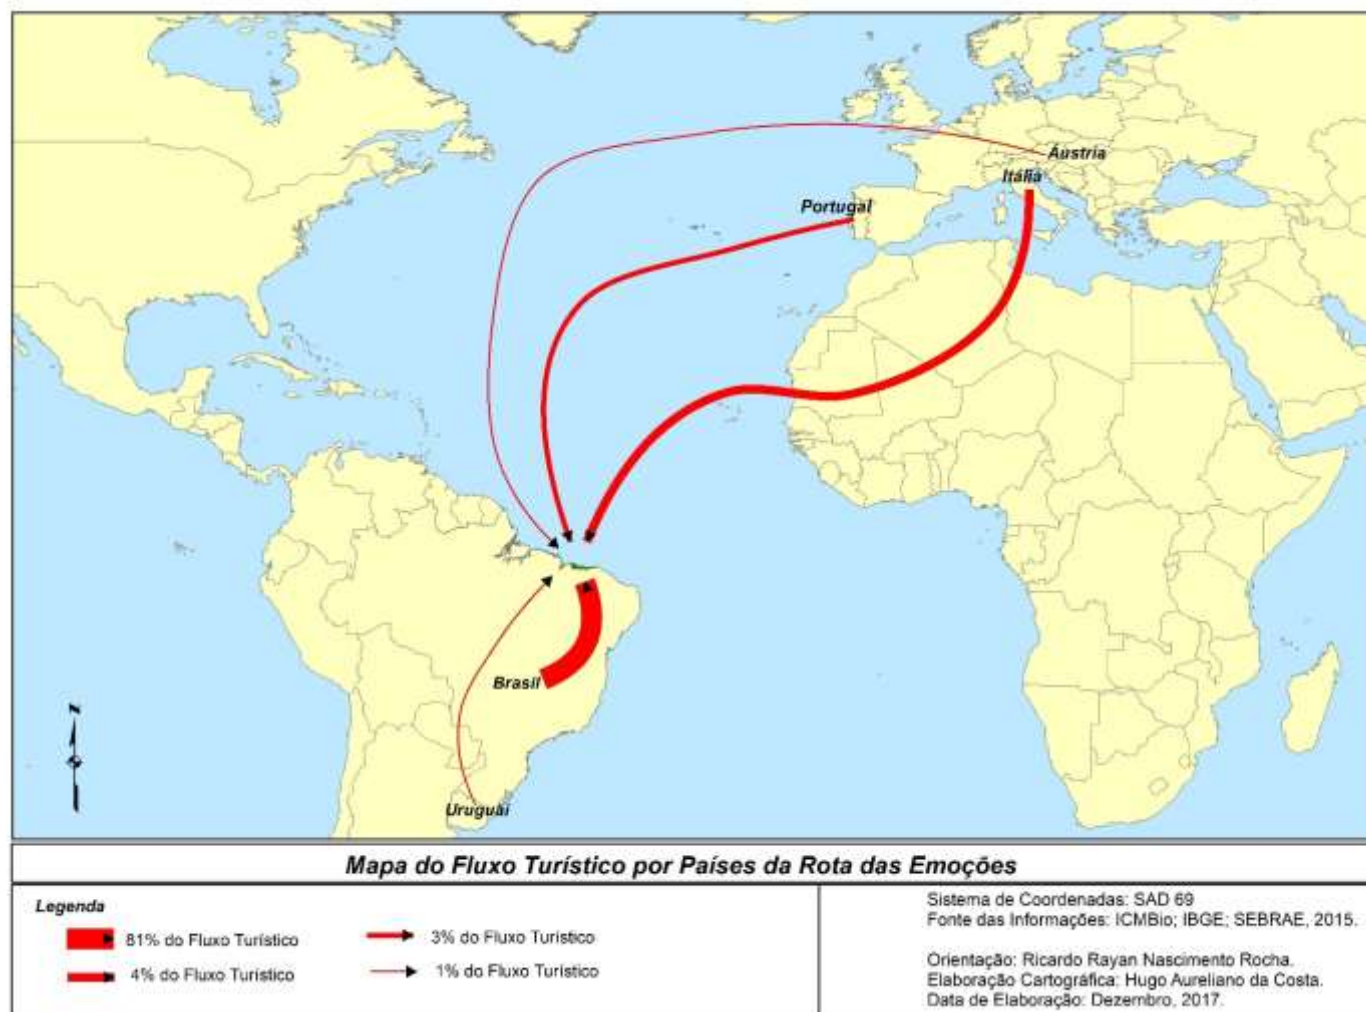 Áustria
Itália
Portugal
Brasil
Uruguai
Mapa do Fluxo Turístico por Países da Rota das Emoções
Legenda
81% do Fluxo Turístico
4% do Fluxo Turístico
3% do Fluxo Turístico
1% do Fluxo Turístico
Sistema de Coordenadas: SAD 69
Fonte das Informações: ICMBio; IBGE; SEBRAE, 2015.
Orientação: Ricardo Rayan Nascimento Rocha.
Elaboração Cartográfica: Hugo Aureliano da Costa.
Data de Elaboração: Dezembro, 2017.